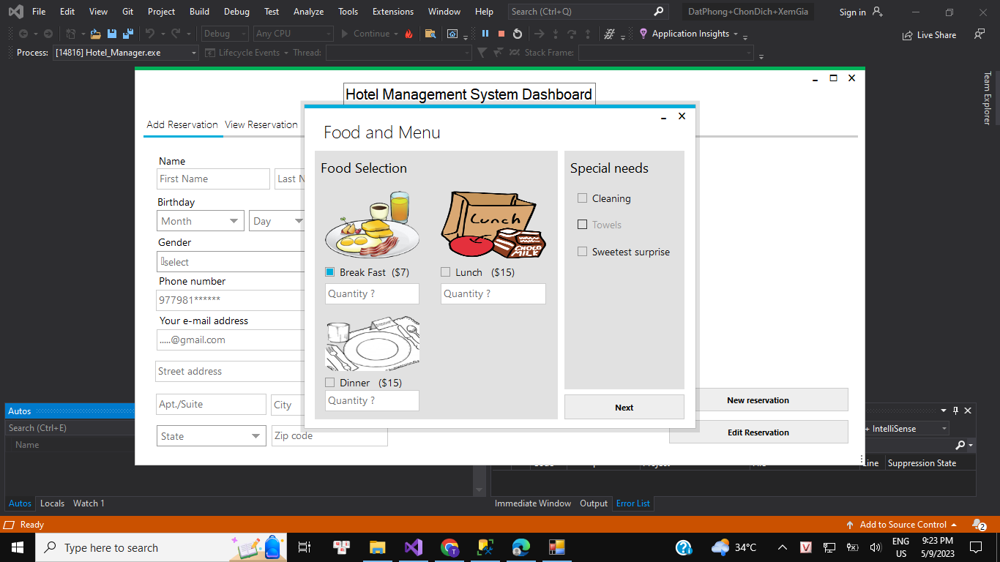 File Edit View Git Project Build Debug Test Analyze Tools Extensions Window Help Search (Ctrl+Q) DatPhong+ChonDich+XemGia Sign in
Debug Any CPU Continue Application Insights Live Share
Process: [14816] Hotel_Manager.exe Lifecycle Events Thread: Stack Frame:
Team Explorer
Hotel Management System Dashboard
Add Reservation View Reservation
Name
First Name Last N
Birthday
Month Day
Gender
select
Phone number
977981******
Your e-mail address
.....@gmail.com
Street address
Apt./Suite City
State Zip code
Food and Menu
Food Selection
Lunch
CHOCO MILK
Break Fast ($7) Lunch ($15)
Quantity ? Quantity ?
Dinner ($15)
Quantity ?
Special needs
Cleaning
Towels
Sweetest surprise
Next
New reservation
Edit Reservation
Autos
Search (Ctrl+E)
Name
+ IntelliSense
Suppression State
Autos Locals Watch 1
Immediate Window Output Error List
Ready Add to Source Control 2
Type here to search 34°C ENG US 9:23 PM 5/9/2023